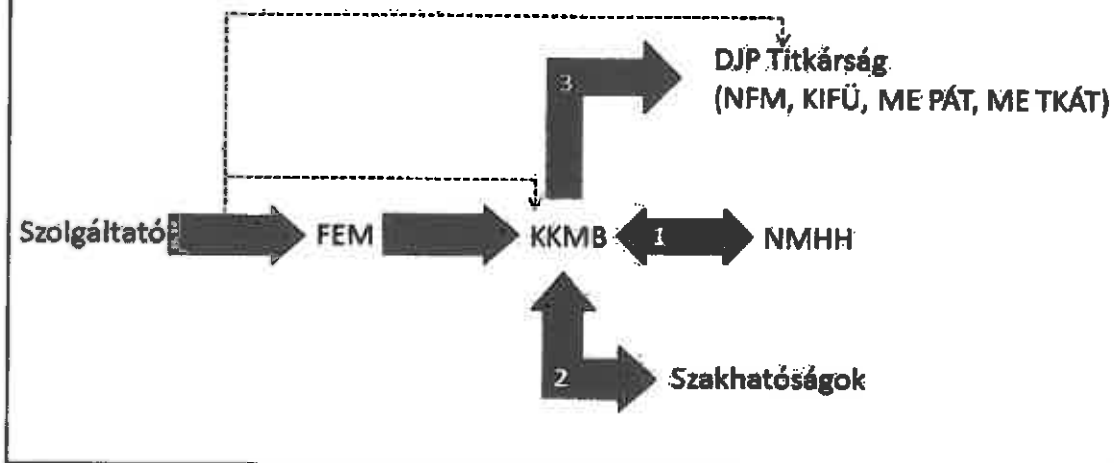 3
DJP Titkárság
(NFM, KIFÜ, ME PÁT, ME TKÁT)
Szolgáltató
FEM
KKMB
1
NMHH
2
Szakhatóságok